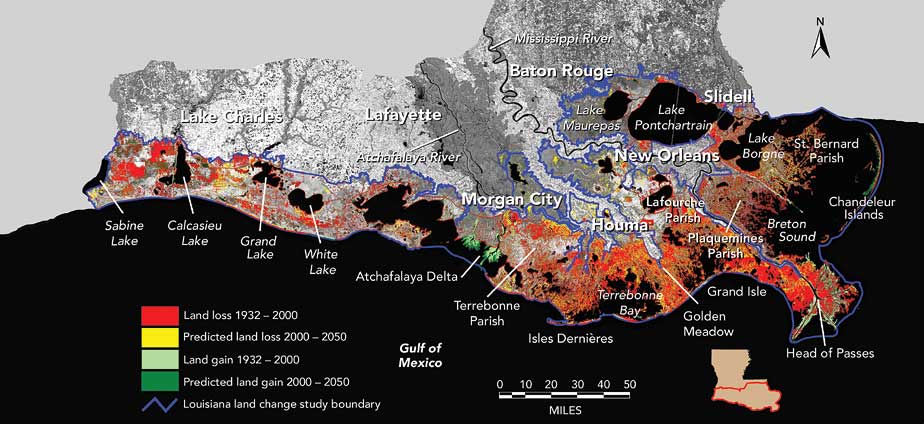 N
Mississippi River
Baton Rouge
Slidell
Lake
Maurepas
Lake
Pontchartrain
Lake Charles
Lafayette
Atchafalaya River
New Orleans
Lake
Borgne
St. Bernard
Parish
Morgan City
Lafourche
Parish
Chandeleur
Islands
Houma
Breton
Sound
Plaquemines
Parish
Sabine
Lake
Calcasieu
Lake
Grand
Lake
White
Lake
Atchafalaya Delta
Terrebonne
Parish
Terrebonne
Bay
Grand Isle
Golden
Meadow
Isles Dernières
Head of Passes
Gulf of
Mexico
Land loss 1932 – 2000
Predicted land loss 2000 – 2050
Land gain 1932 – 2000
Predicted land gain 2000 – 2050
Louisiana land change study boundary
0 10 20 30 40 50
MILES